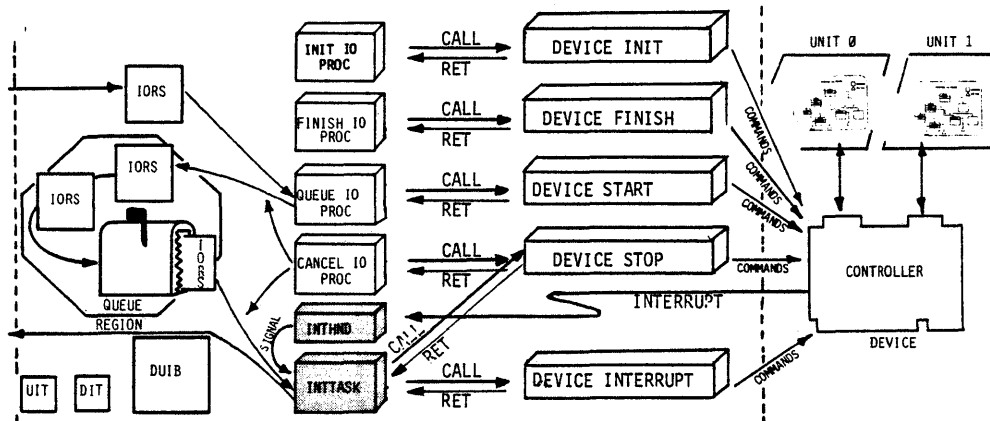 UNIT 0
UNIT 1
INIT IO
PROC
CALL
RET
DEVICE INIT
IORS
FINISH IO
PROC
CALL
RET
DEVICE FINISH
COMMANDS
COMMANDS
COMMANDS
IORS
IORS
QUEUE IO
PROC
CALL
RET
DEVICE START
IORS
QUEUE
REGION
CANCEL IO
PROC
CALL
RET
DEVICE STOP
COMMANDS
CONTROLLER
DEVICE
INTERRUPT
INTHND
SIGNAL
CALL
RET
INTTASK
CALL
RET
DEVICE INTERRUPT
COMMANDS
UIT
DIT
DUIB